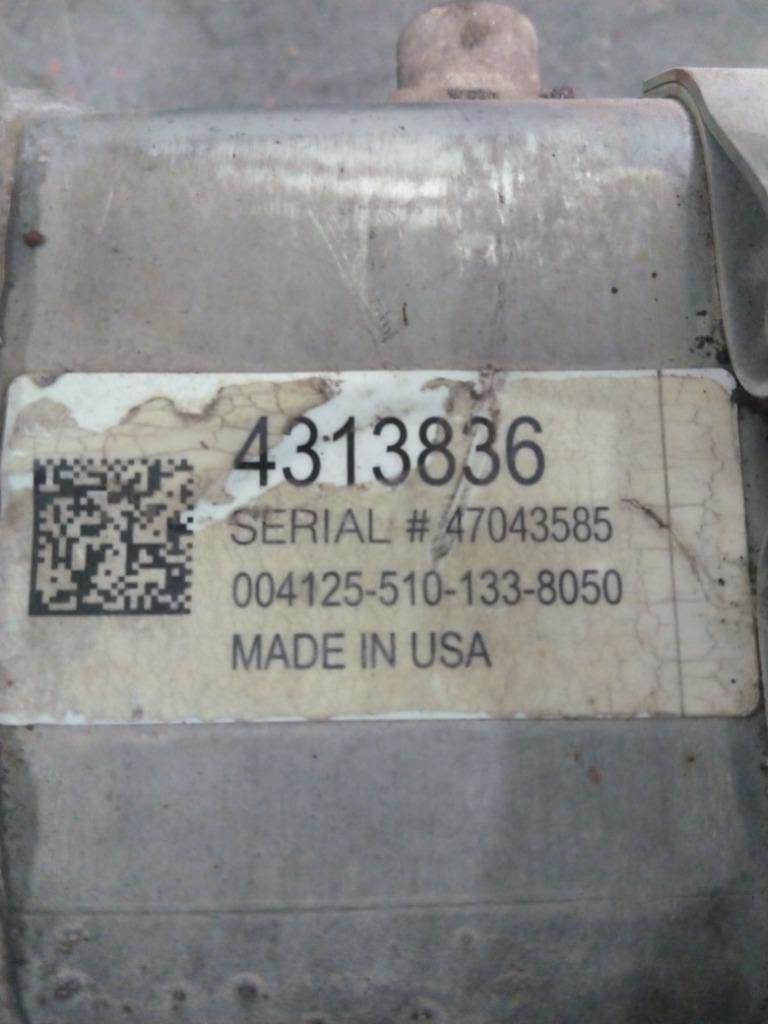 4313836
SERIAL # 47043585
004125-510-133-8050
MADE IN USA